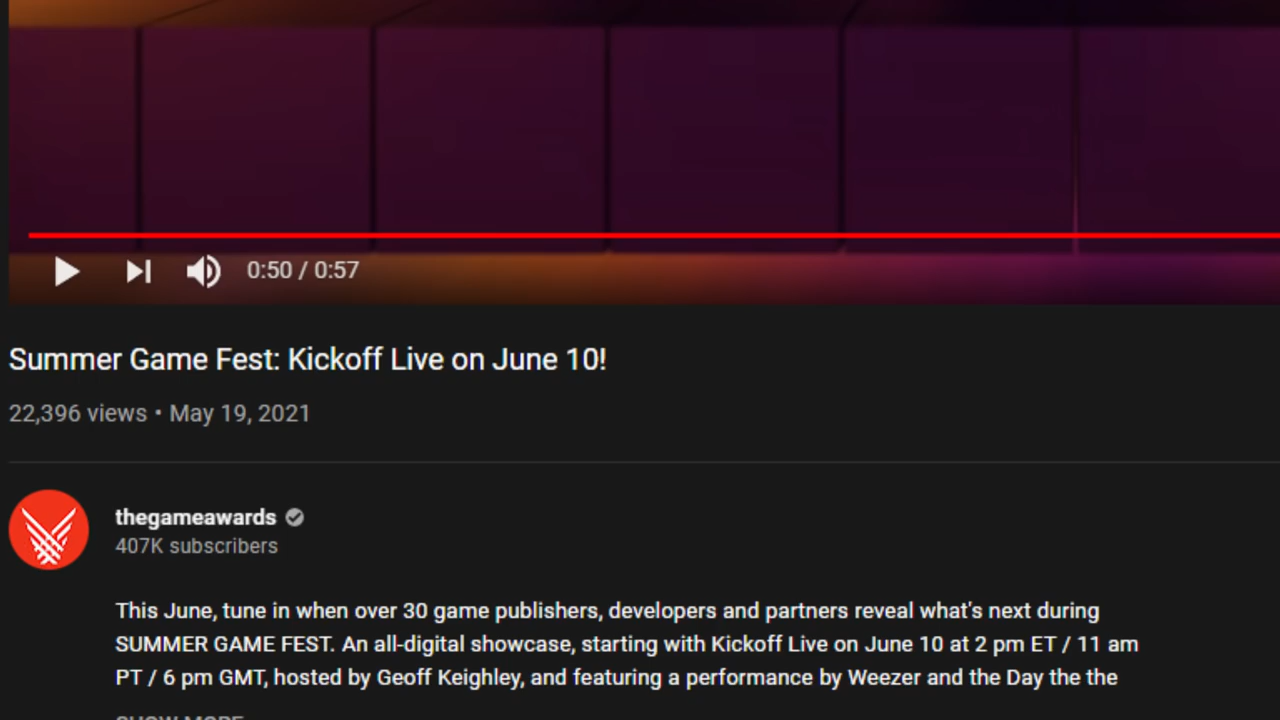 0:50 / 0:57
Summer Game Fest: Kickoff Live on June 10!
22,396 views • May 19, 2021
thegameawards
407K subscribers
This June, tune in when over 30 game publishers, developers and partners reveal what's next during
SUMMER GAME FEST. An all-digital showcase, starting with Kickoff Live on June 10 at 2 pm ET / 11 am
PT / 6 pm GMT, hosted by Geoff Keighley, and featuring a performance by Weezer and the Day the the
SHOW MORE